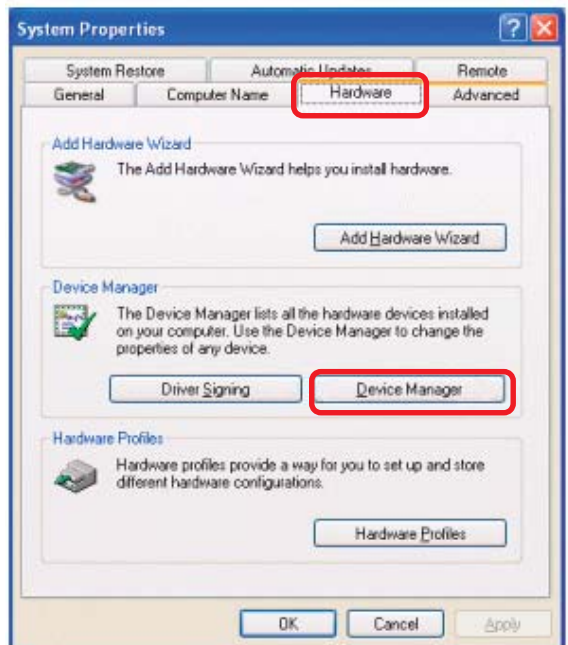 System Properties
System Restore Automatic Updates Remote
General Computer Name Hardware Advanced
Add Hardware Wizard
The Add Hardware Wizard helps you install hardware.
Add Hardware Wizard
Device Manager
The Device Manager lists all the hardware devices installed
on your computer. Use the Device Manager to change the
properties of any device.
Driver Signing Device Manager
Hardware Profiles
Hardware profiles provide a way for you to set up and store
different hardware configurations.
Hardware Profiles
OK Cancel Apply